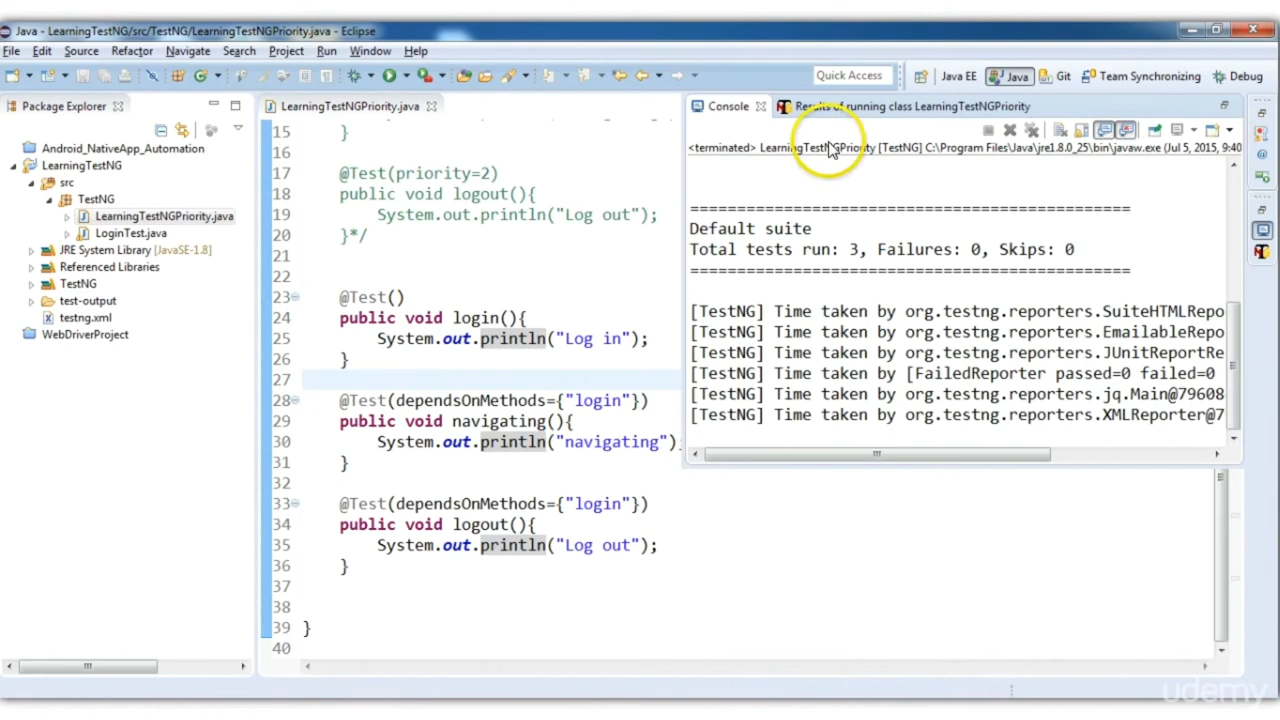 Java - LearningTestNG/src/TestNG/LearningTestNGPriority.java - Eclipse
File Edit Source Refactor Navigate Search Project Run Window Help
Quick Access
Java EE
Java
Git
Team Synchronizing
Debug
Package Explorer
Android_NativeApp_Automation
LearningTestNG
src
TestNG
LearningTestNGPriority.java
LoginTest.java
JRE System Library [JavaSE-1.8]
Referenced Libraries
TestNG
test-output
testng.xml
WebDriverProject
LearningTestNGPriority.java
15 }
16
17 @Test(priority=2)
18 public void logout(){
19 System.out.println("Log out");
20 }*/
21
22
23 @Test()
24 public void login(){
25 System.out.println("Log in");
26 }
27
28 @Test(dependsOnMethods={"login"})
29 public void navigating(){
30 System.out.println("navigating");
31 }
32
33 @Test(dependsOnMethods={"login"})
34 public void logout(){
35 System.out.println("Log out");
36 }
37
38
39 }
40
Console
Results of running class LearningTestNGPriority
<terminated> LearningTestNGPriority [TestNG] C:\Program Files\Java\jre1.8.0_25\bin\javaw.exe (Jul 5, 2015, 9:40
===============================================
Default suite
Total tests run: 3, Failures: 0, Skips: 0
===============================================
[TestNG] Time taken by org.testng.reporters.SuiteHTMLRepo
[TestNG] Time taken by org.testng.reporters.EmailableRepo
[TestNG] Time taken by org.testng.reporters.JUnitReportRe
[TestNG] Time taken by [FailedReporter passed=0 failed=0
[TestNG] Time taken by org.testng.reporters.jq.Main@79608
[TestNG] Time taken by org.testng.reporters.XMLReporter@7
udemy